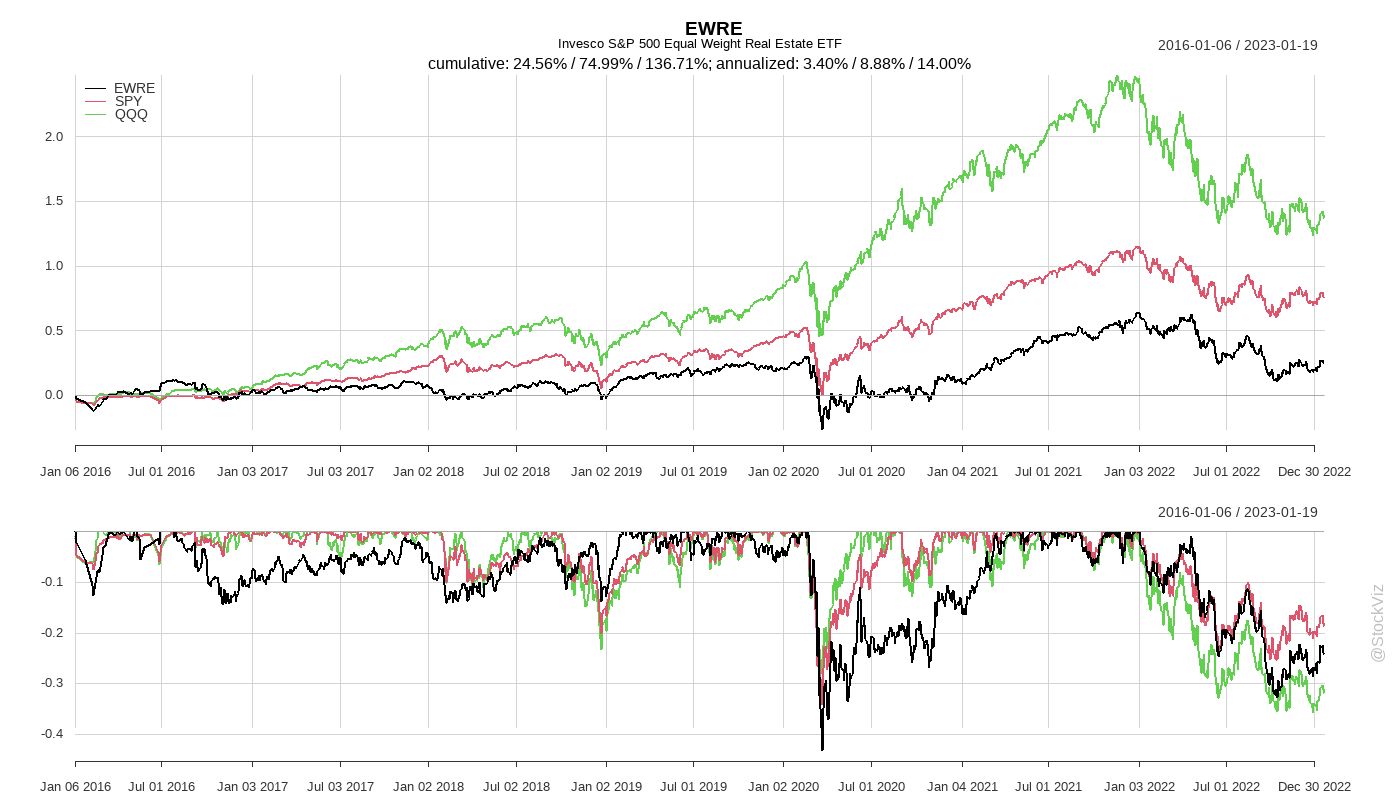 EWRE
Invesco S&P 500 Equal Weight Real Estate ETF
2016-01-06 / 2023-01-19
cumulative: 24.56% / 74.99% / 136.71%; annualized: 3.40% / 8.88% / 14.00%
EWRE
SPY
QQQ
2.0
1.5
1.0
0.5
0.0
Jan 06 2016 Jul 01 2016 Jan 03 2017 Jul 03 2017 Jan 02 2018 Jul 02 2018 Jan 02 2019 Jul 01 2019 Jan 02 2020 Jul 01 2020 Jan 04 2021 Jul 01 2021 Jan 03 2022 Jul 01 2022 Dec 30 2022
2016-01-06 / 2023-01-19
-0.1
-0.2
-0.3
-0.4
Jan 06 2016 Jul 01 2016 Jan 03 2017 Jul 03 2017 Jan 02 2018 Jul 02 2018 Jan 02 2019 Jul 01 2019 Jan 02 2020 Jul 01 2020 Jan 04 2021 Jul 01 2021 Jan 03 2022 Jul 01 2022 Dec 30 2022
@StockViz